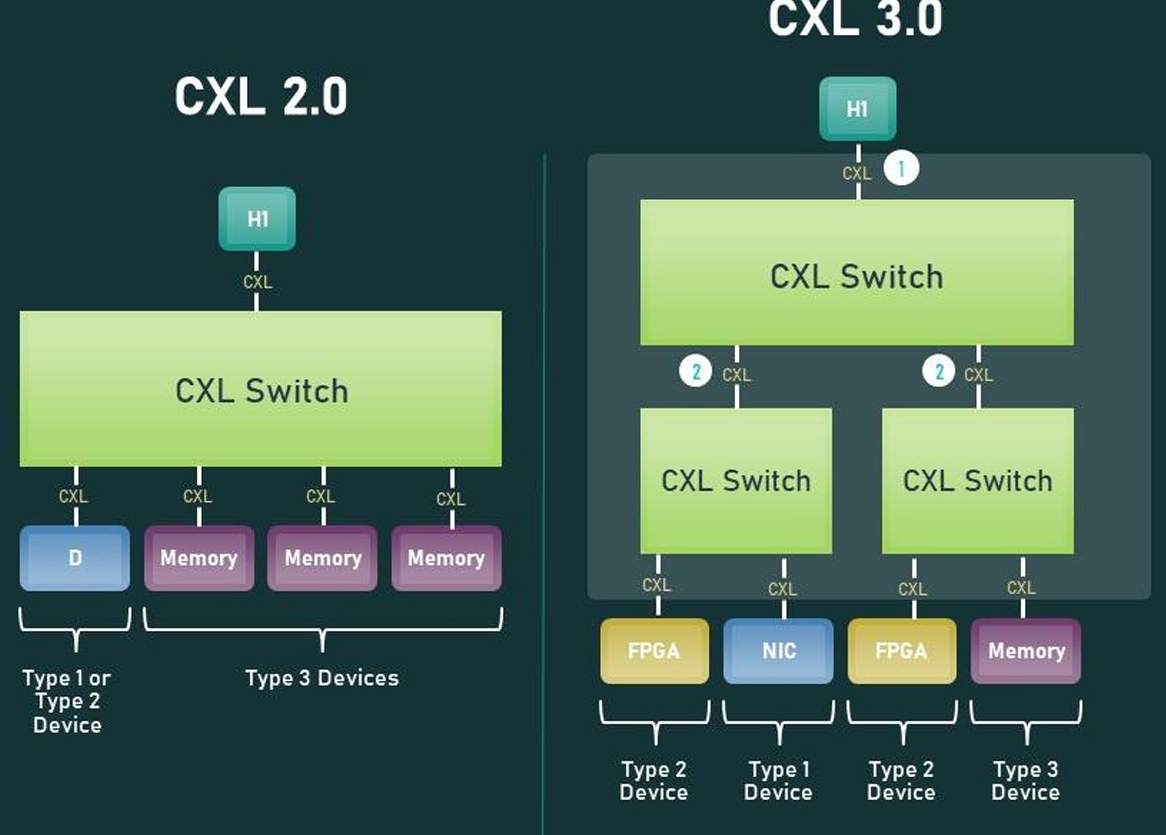 CXL 2.0
H1
CXL
CXL Switch
CXL
CXL
CXL
CXL
D
Memory
Memory
Memory
Type 1 or
Type 2
Device
Type 3 Devices
CXL 3.0
H1
CXL
1
CXL Switch
2
CXL
2
CXL
CXL Switch
CXL Switch
CXL
CXL
CXL
CXL
FPGA
NIC
FPGA
Memory
Type 2
Device
Type 1
Device
Type 2
Device
Type 3
Device